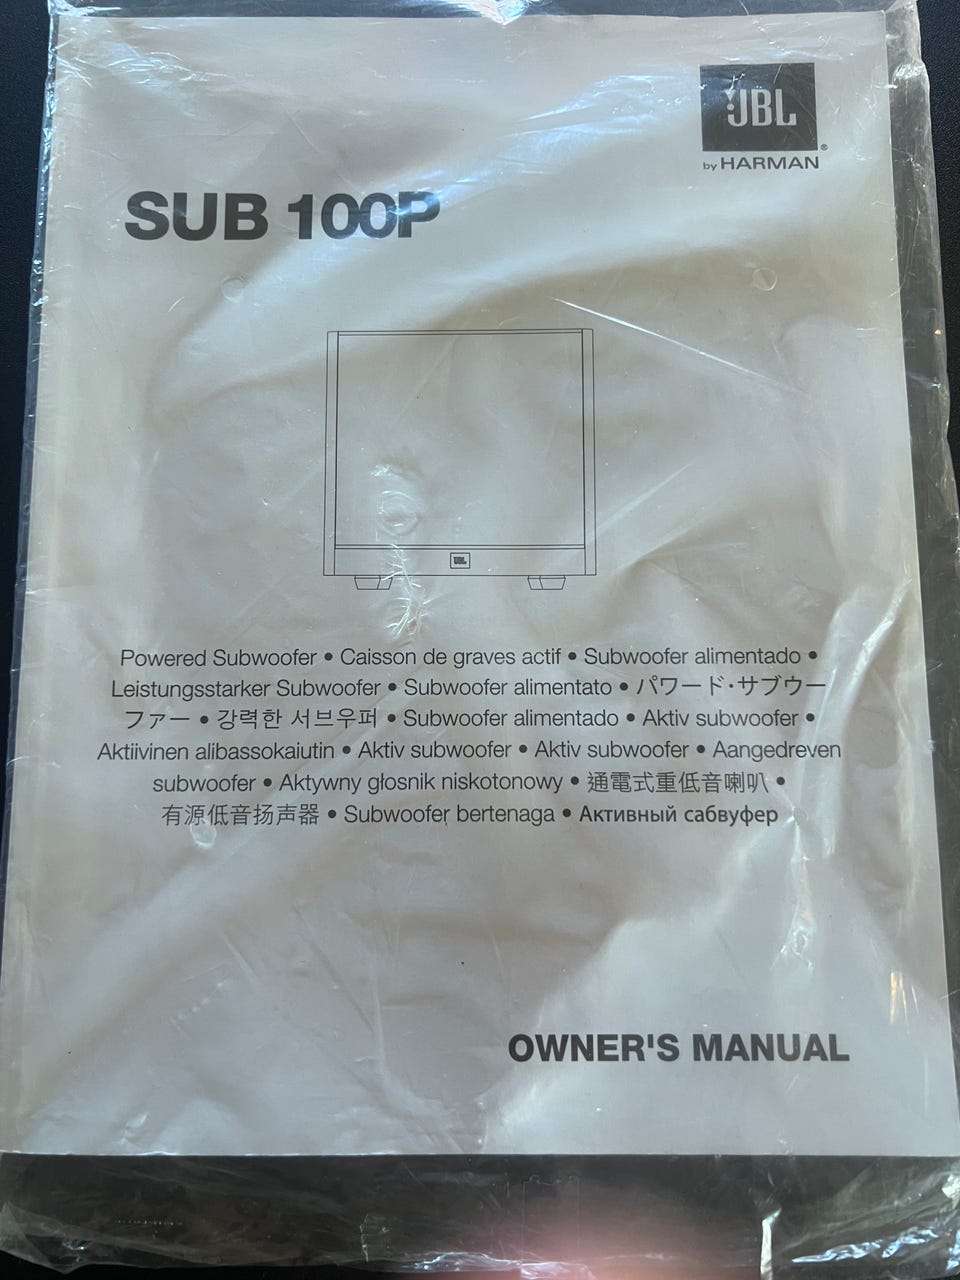 JBL®
by HARMAN
SUB 100P
JBL
Powered Subwoofer • Caisson de graves actif • Subwoofer alimentado •
Leistungsstarker Subwoofer • Subwoofer alimentato • パワード・サブウー
ファー • 강력한 서브우퍼 • Subwoofer alimentado • Aktiv subwoofer •
Aktiivinen alibassokaiutin • Aktiv subwoofer • Aktiv subwoofer • Aangedreven
subwoofer • Aktywny głosnik niskotonowy • 通電式重低音喇叭 •
有源低音扬声器 • Subwoofer bertenaga • Активный сабвуфер
OWNER'S MANUAL